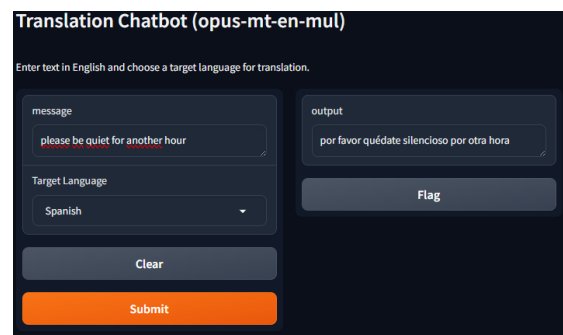 Translation Chatbot (opus-mt-en-mul)
Enter text in English and choose a target language for translation.
message
please be quiet for another hour
Target Language
Spanish
Clear
Submit
output
por favor quédate silencioso por otra hora
Flag